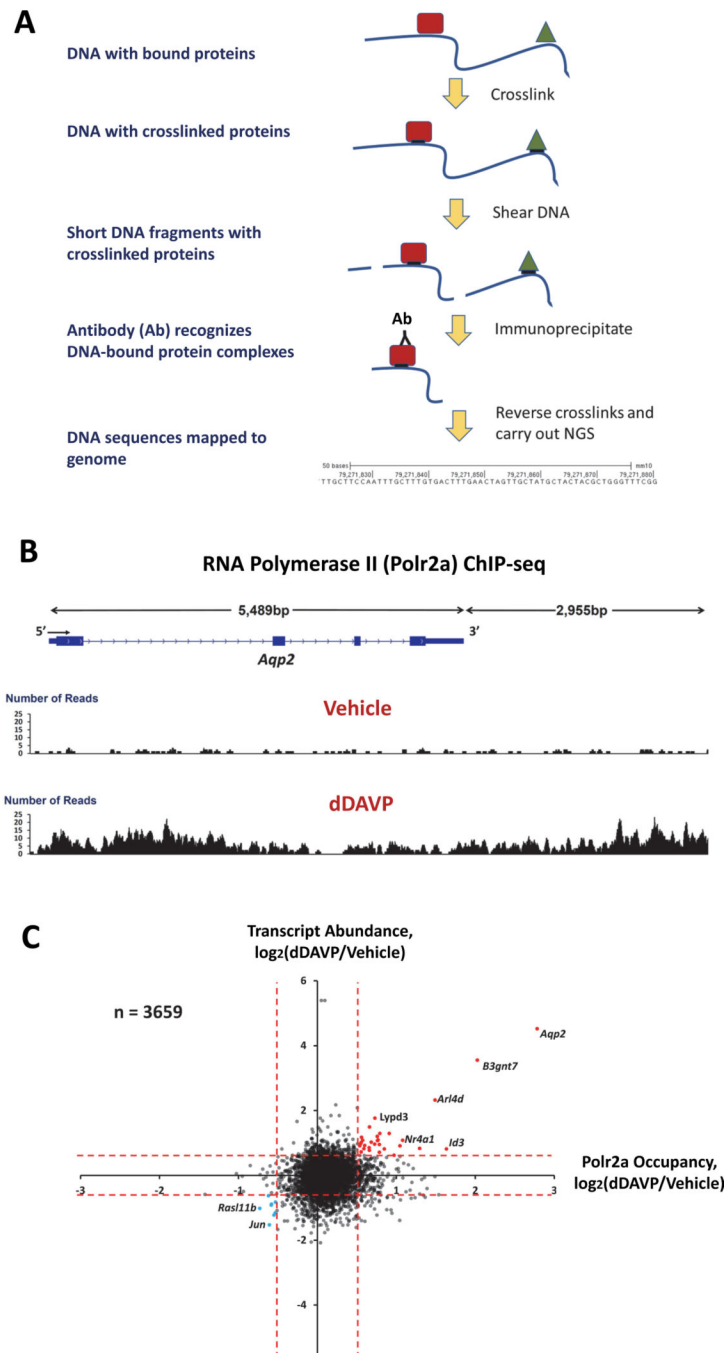 A
DNA with bound proteins
Crosslink
DNA with crosslinked proteins
Shear DNA
Short DNA fragments with
crosslinked proteins
Ab
Immunoprecipitate
Antibody (Ab) recognizes
DNA-bound protein complexes
Reverse crosslinks and
carry out NGS
DNA sequences mapped to
genome
50 bases mm10
79,271,830 79,271,840 79,271,850 79,271,860 79,271,870 79,271,880
TTGCTTCCAATTTGCTTTGTGACTTTGAACTAGTTGCTATGCTACTACGCTGGGTTTCGG
B
RNA Polymerase II (Polr2a) ChIP-seq
5,489bp 2,955bp
5’ 3’
Aqp2
Number of Reads
Vehicle
25
20
15
10
5
0
Number of Reads
dDAVP
25
20
15
10
5
0
C
Transcript Abundance,
log2(dDAVP/Vehicle)
n = 3659
6
4
2
-2
-4
Aqp2
B3gnt7
Arl4d
Lypd3
Nr4a1
Id3
Polr2a Occupancy,
log2(dDAVP/Vehicle)
-3 -2 -1 0 1 2 3
Rasl11b
Jun